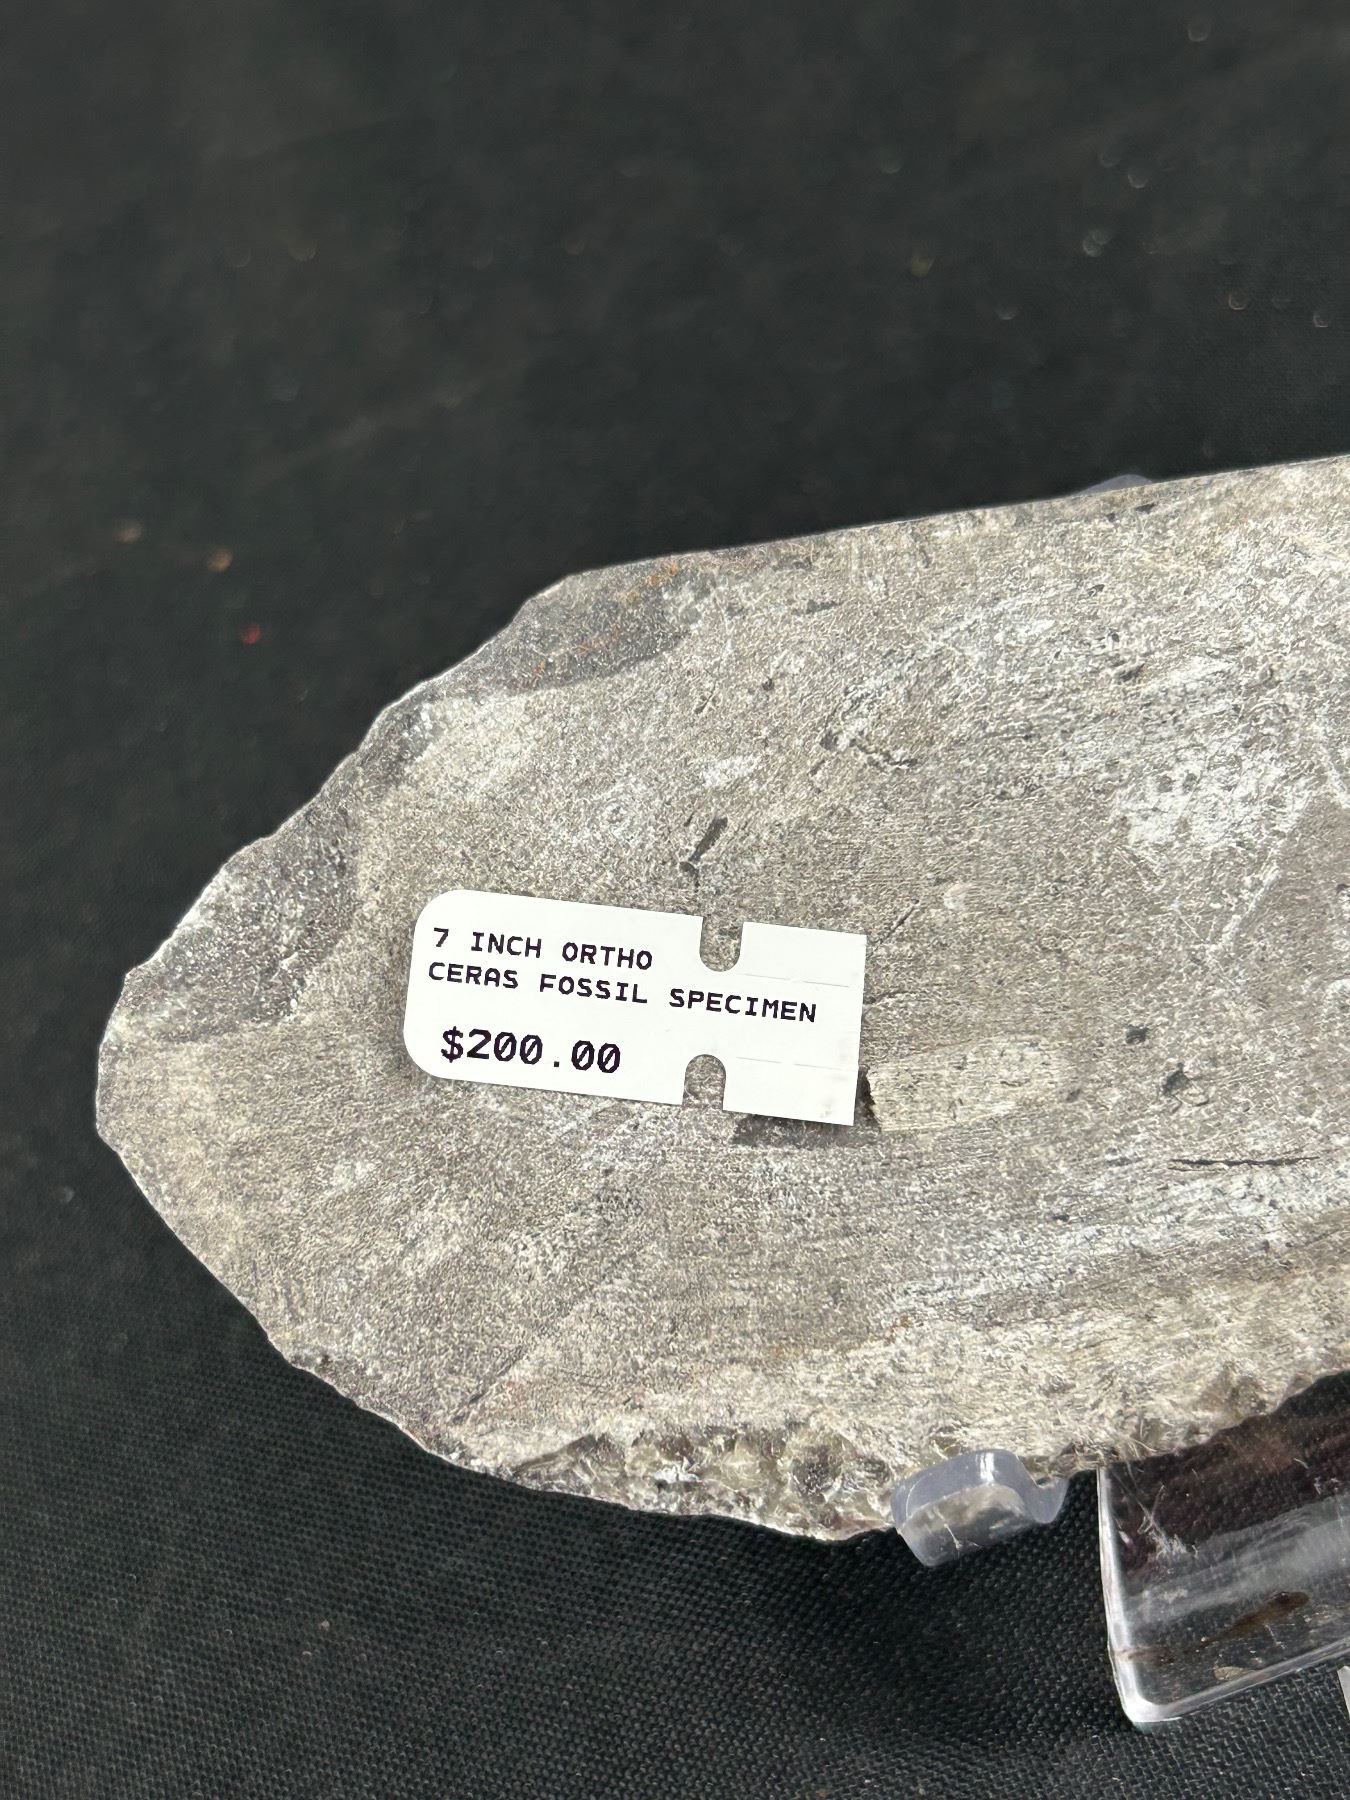 7 INCH ORTHO
CERAS FOSSIL SPECIMEN
$200.00